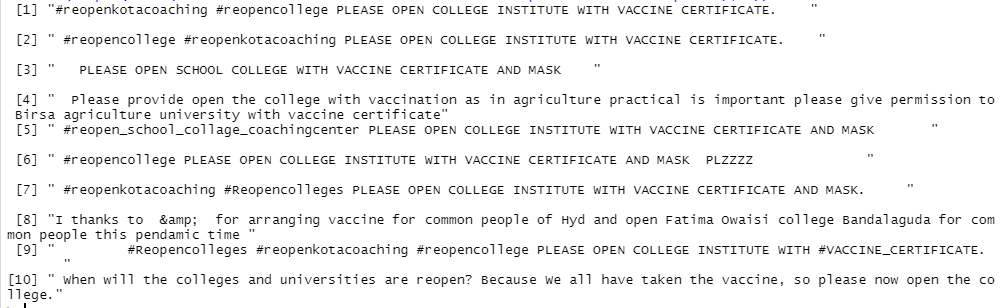 [1] "#reopenkotacoaching #reopencollege PLEASE OPEN COLLEGE INSTITUTE WITH VACCINE CERTIFICATE.    "
[2] " #reopencollege #reopenkotacoaching PLEASE OPEN COLLEGE INSTITUTE WITH VACCINE CERTIFICATE.    "
[3] "   PLEASE OPEN SCHOOL COLLEGE WITH VACCINE CERTIFICATE AND MASK    "
[4] "  Please provide open the college with vaccination as in agriculture practical is important please give permission to
Birsa agriculture university with vaccine certificate"
[5] " #reopen_school_collage_coachingcenter PLEASE OPEN COLLEGE INSTITUTE WITH VACCINE CERTIFICATE AND MASK       "
[6] " #reopencollege PLEASE OPEN COLLEGE INSTITUTE WITH VACCINE CERTIFICATE AND MASK  PLZZZZ              "
[7] " #reopenkotacoaching #Reopencolleges PLEASE OPEN COLLEGE INSTITUTE WITH VACCINE CERTIFICATE AND MASK.     "
[8] "I thanks to  &amp;  for arranging vaccine for common people of Hyd and open Fatima Owaisi college Bandalaguda for com
mon people this pendamic time "
[9] "         #Reopencolleges #reopenkotacoaching #reopencollege PLEASE OPEN COLLEGE INSTITUTE WITH #VACCINE_CERTIFICATE.
"
[10] " When will the colleges and universities are reopen? Because We all have taken the vaccine, so please now open the co
llege."